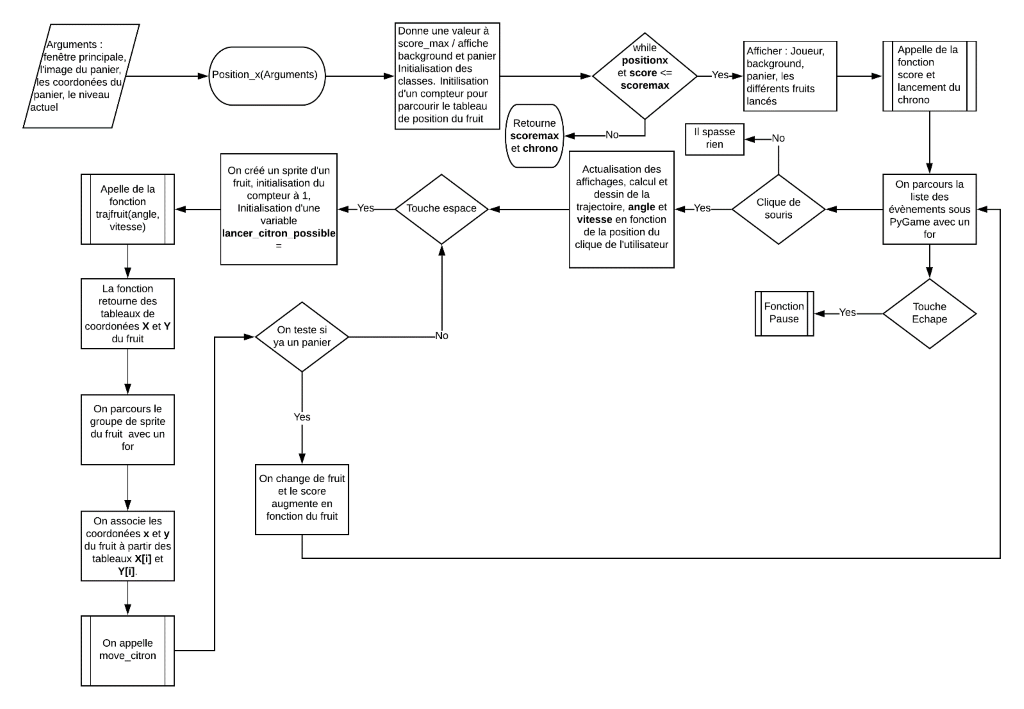 Arguments :
fenêtre principale,
l'image du panier,
les coordonées du
panier, le niveau
actuel
Position_x(Arguments)
Donne une valeur à
score_max / affiche
background et panier
Initialisation des
classes. Initilisation
d'un compteur pour
parcourir le tableau
de position du fruit
while
positionx
et score <=
scoremax
Yes
Afficher : Joueur,
background,
panier, les
différents fruits
lancés
Appelle de la
fonction
score et
lancement du
chrono
No
Retourne
scoremax
et chrono
Il spasse
rien
No
On parcours la
liste des
évènements sous
PyGame avec un
for
Clique de
souris
Yes
Actualisation des
affichages, calcul et
dessin de la
trajectoire, angle et
vitesse en fonction
de la position du
clique de l'utilisateur
Touche espace
Yes
On créé un sprite d'un
fruit, initialisation du
compteur à 1,
Initialisation d'une
variable
lancer_citron_possible
=
Apelle de la
fonction
trajfruit(angle,
vitesse)
La fonction
retourne des
tableaux de
coordonées X et Y
du fruit
On teste si
ya un panier
No
Fonction
Pause
Yes
Touche
Echape
On parcours le
groupe de sprite
du fruit avec un
for
Yes
On change de fruit
et le score
augmente en
fonction du fruit
On associe les
coordonées x et y
du fruit à partir des
tableaux X[i] et
Y[i].
On appelle
move_citron